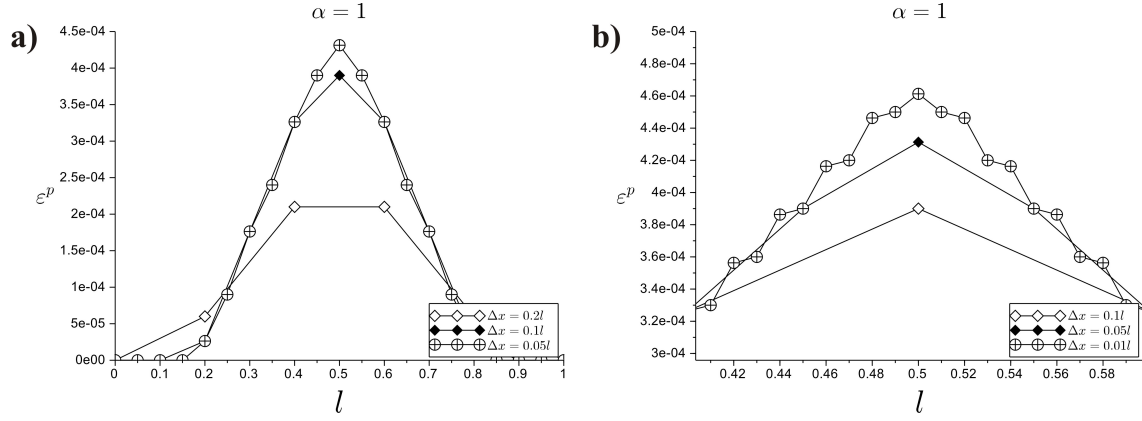 a)
α = 1
4.5e-04
4e-04
3.5e-04
3e-04
2.5e-04
2e-04
1.5e-04
1e-04
5e-05
0e00
ε^p
0 0.1 0.2 0.3 0.4 0.5 0.6 0.7 0.8 0.9 1
l
Δx = 0.2l
Δx = 0.1l
Δx = 0.05l
b)
α = 1
5e-04
4.8e-04
4.6e-04
4.4e-04
4.2e-04
4e-04
3.8e-04
3.6e-04
3.4e-04
3.2e-04
3e-04
ε^p
0.42 0.44 0.46 0.48 0.5 0.52 0.54 0.56 0.58
l
Δx = 0.1l
Δx = 0.05l
Δx = 0.01l